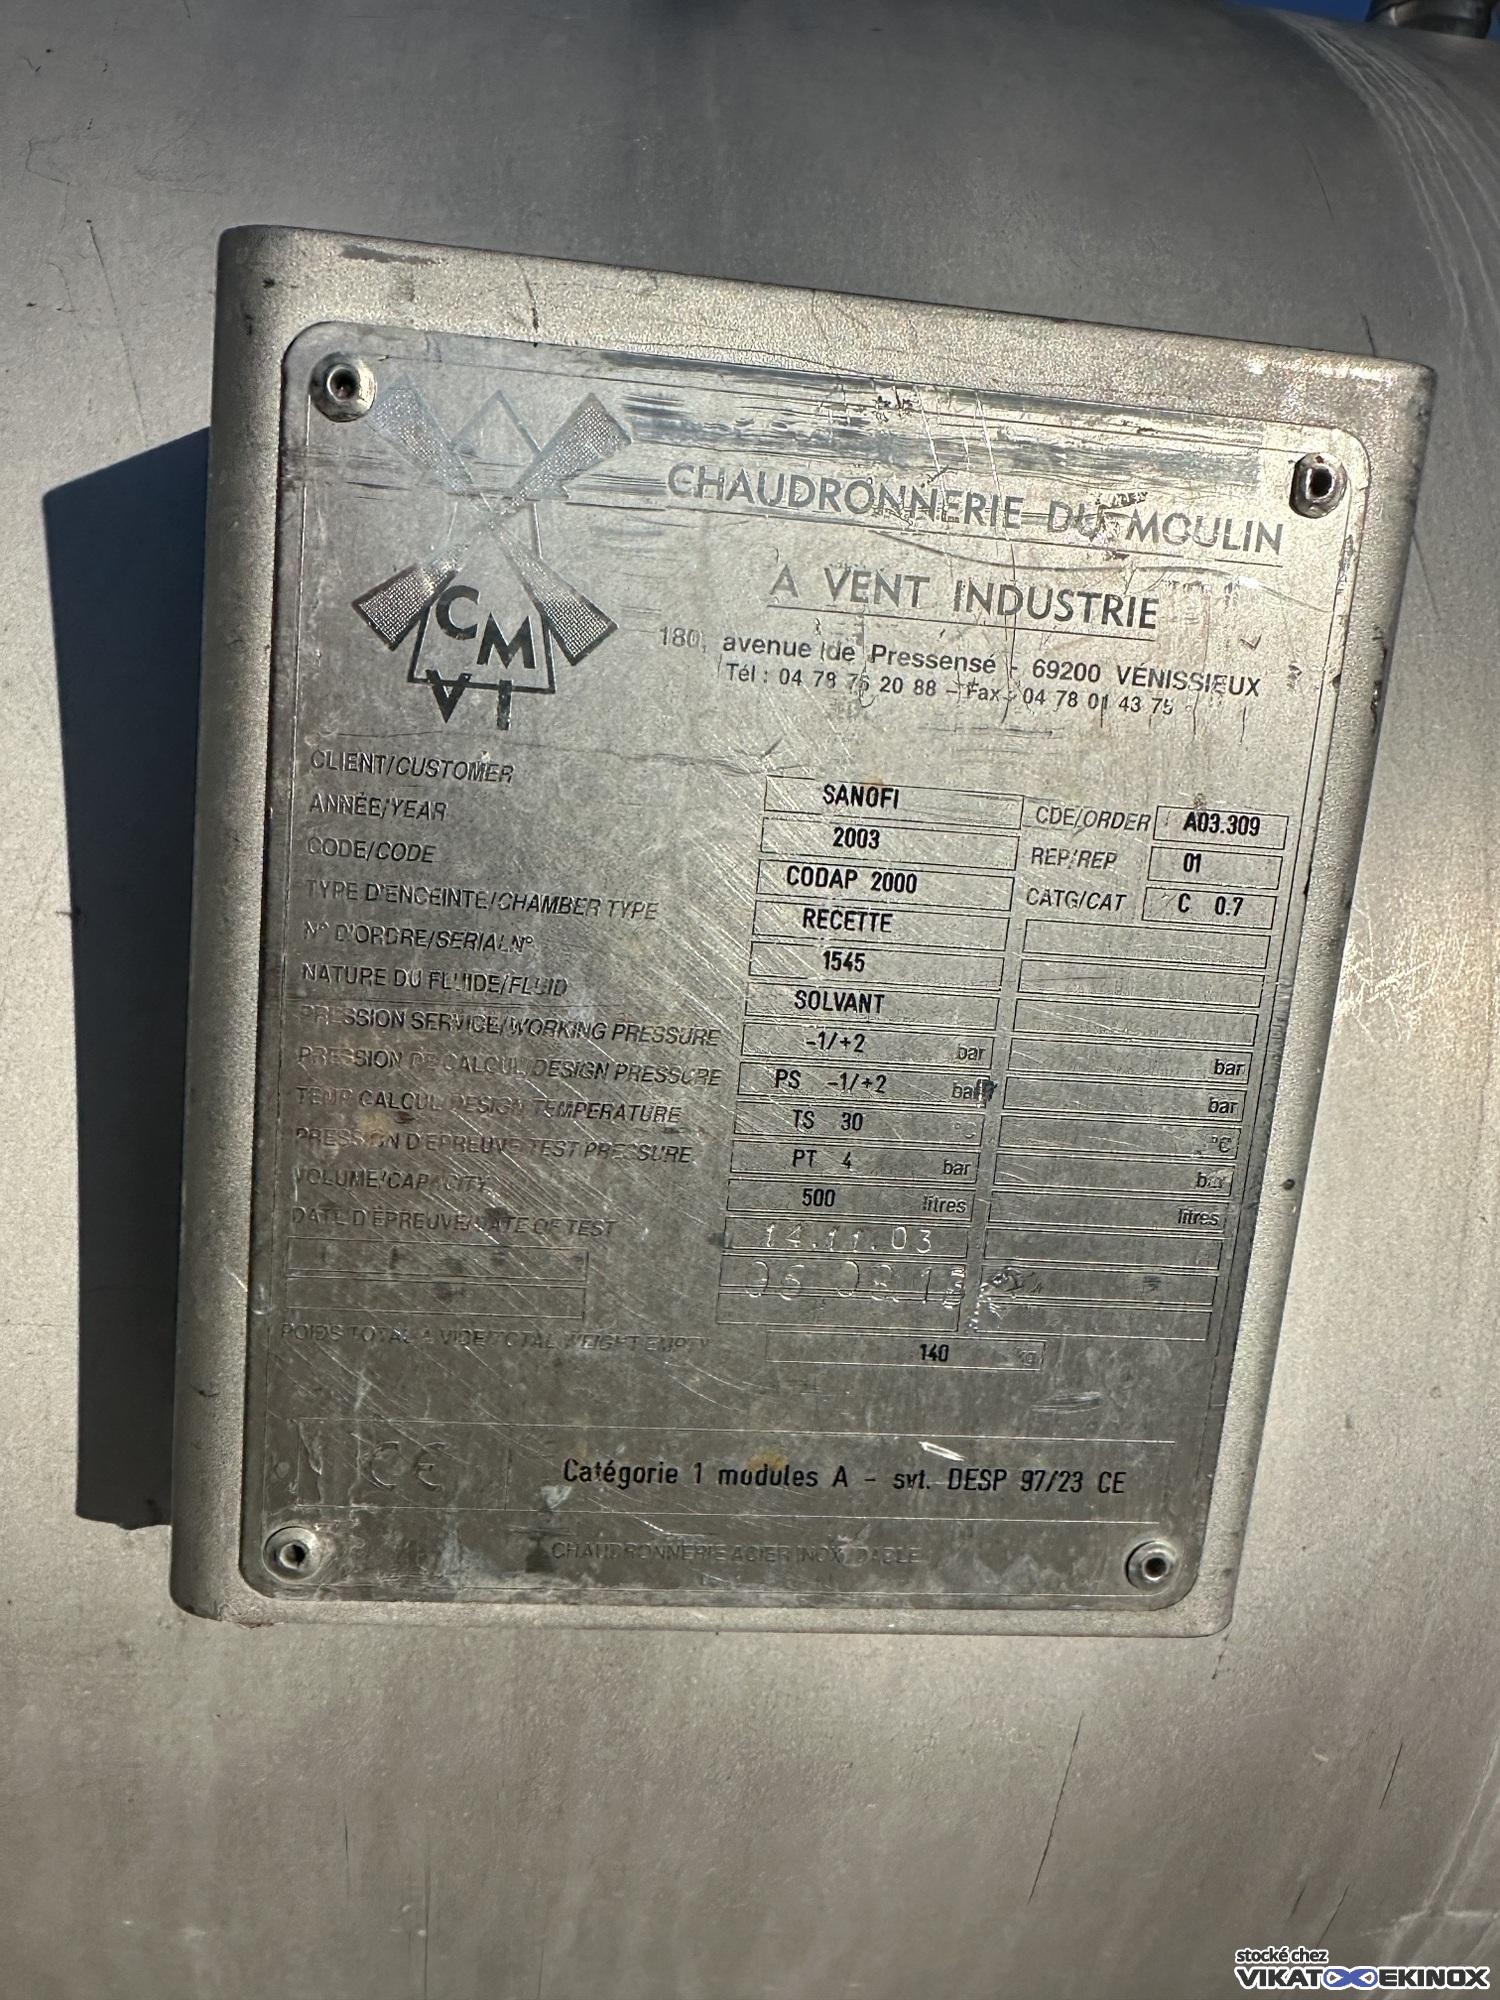 CHAUDRONNERIE DU MOULIN
A VENT INDUSTRIE
180, avenue de Pressensé - 69200 VÉNISSIEUX
Tél : 04 78 76 20 88 - Fax : 04 78 01 43 75
CM
VI
CLIENT/CUSTOMER SANOFI CDE/ORDER A03.309
ANNÉE/YEAR 2003 REP/REP 01
CODE/CODE CODAP 2000 CATG/CAT C 0.7
TYPE D'ENCEINTE/CHAMBER TYPE RECETTE
N° D'ORDRE/SERIAL N° 1545
NATURE DU FLUIDE/FLUID SOLVANT
PRESSION SERVICE/WORKING PRESSURE -1/+2 bar bar
PRESSION DE CALCUL/DESIGN PRESSURE PS -1/+2 bar bar
TEMP CALCUL/DESIGN TEMPERATURE TS 30 °C °C
PRESSION D'EPREUVE/TEST PRESSURE PT 4 bar bar
VOLUME/CAPACITY 500 litres litres
DATE D'ÉPREUVE/DATE OF TEST 14.11.03
POIDS TOTAL A VIDE/TOTAL WEIGHT EMPTY 140 kg
CE Catégorie 1 modules A - svt. DESP 97/23 CE
CHAUDRONNERIE ACIER INOXYDABLE
stocké chez
VIKATEKINOX